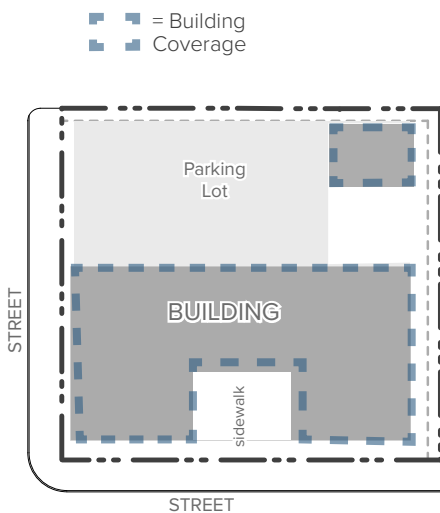 = Building
Coverage
Parking
Lot
BUILDING
sidewalk
STREET
STREET